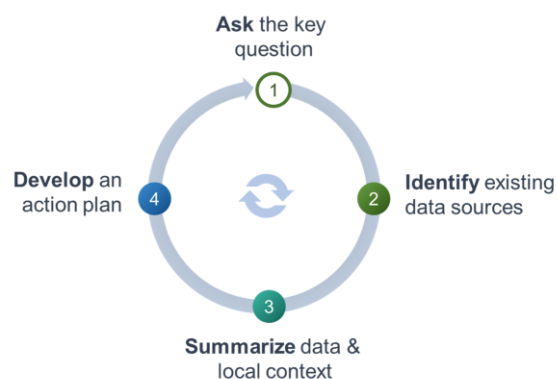 Ask the key
question
1
Identify existing
data sources
2
Summarize data &
local context
3
Develop an
action plan
4